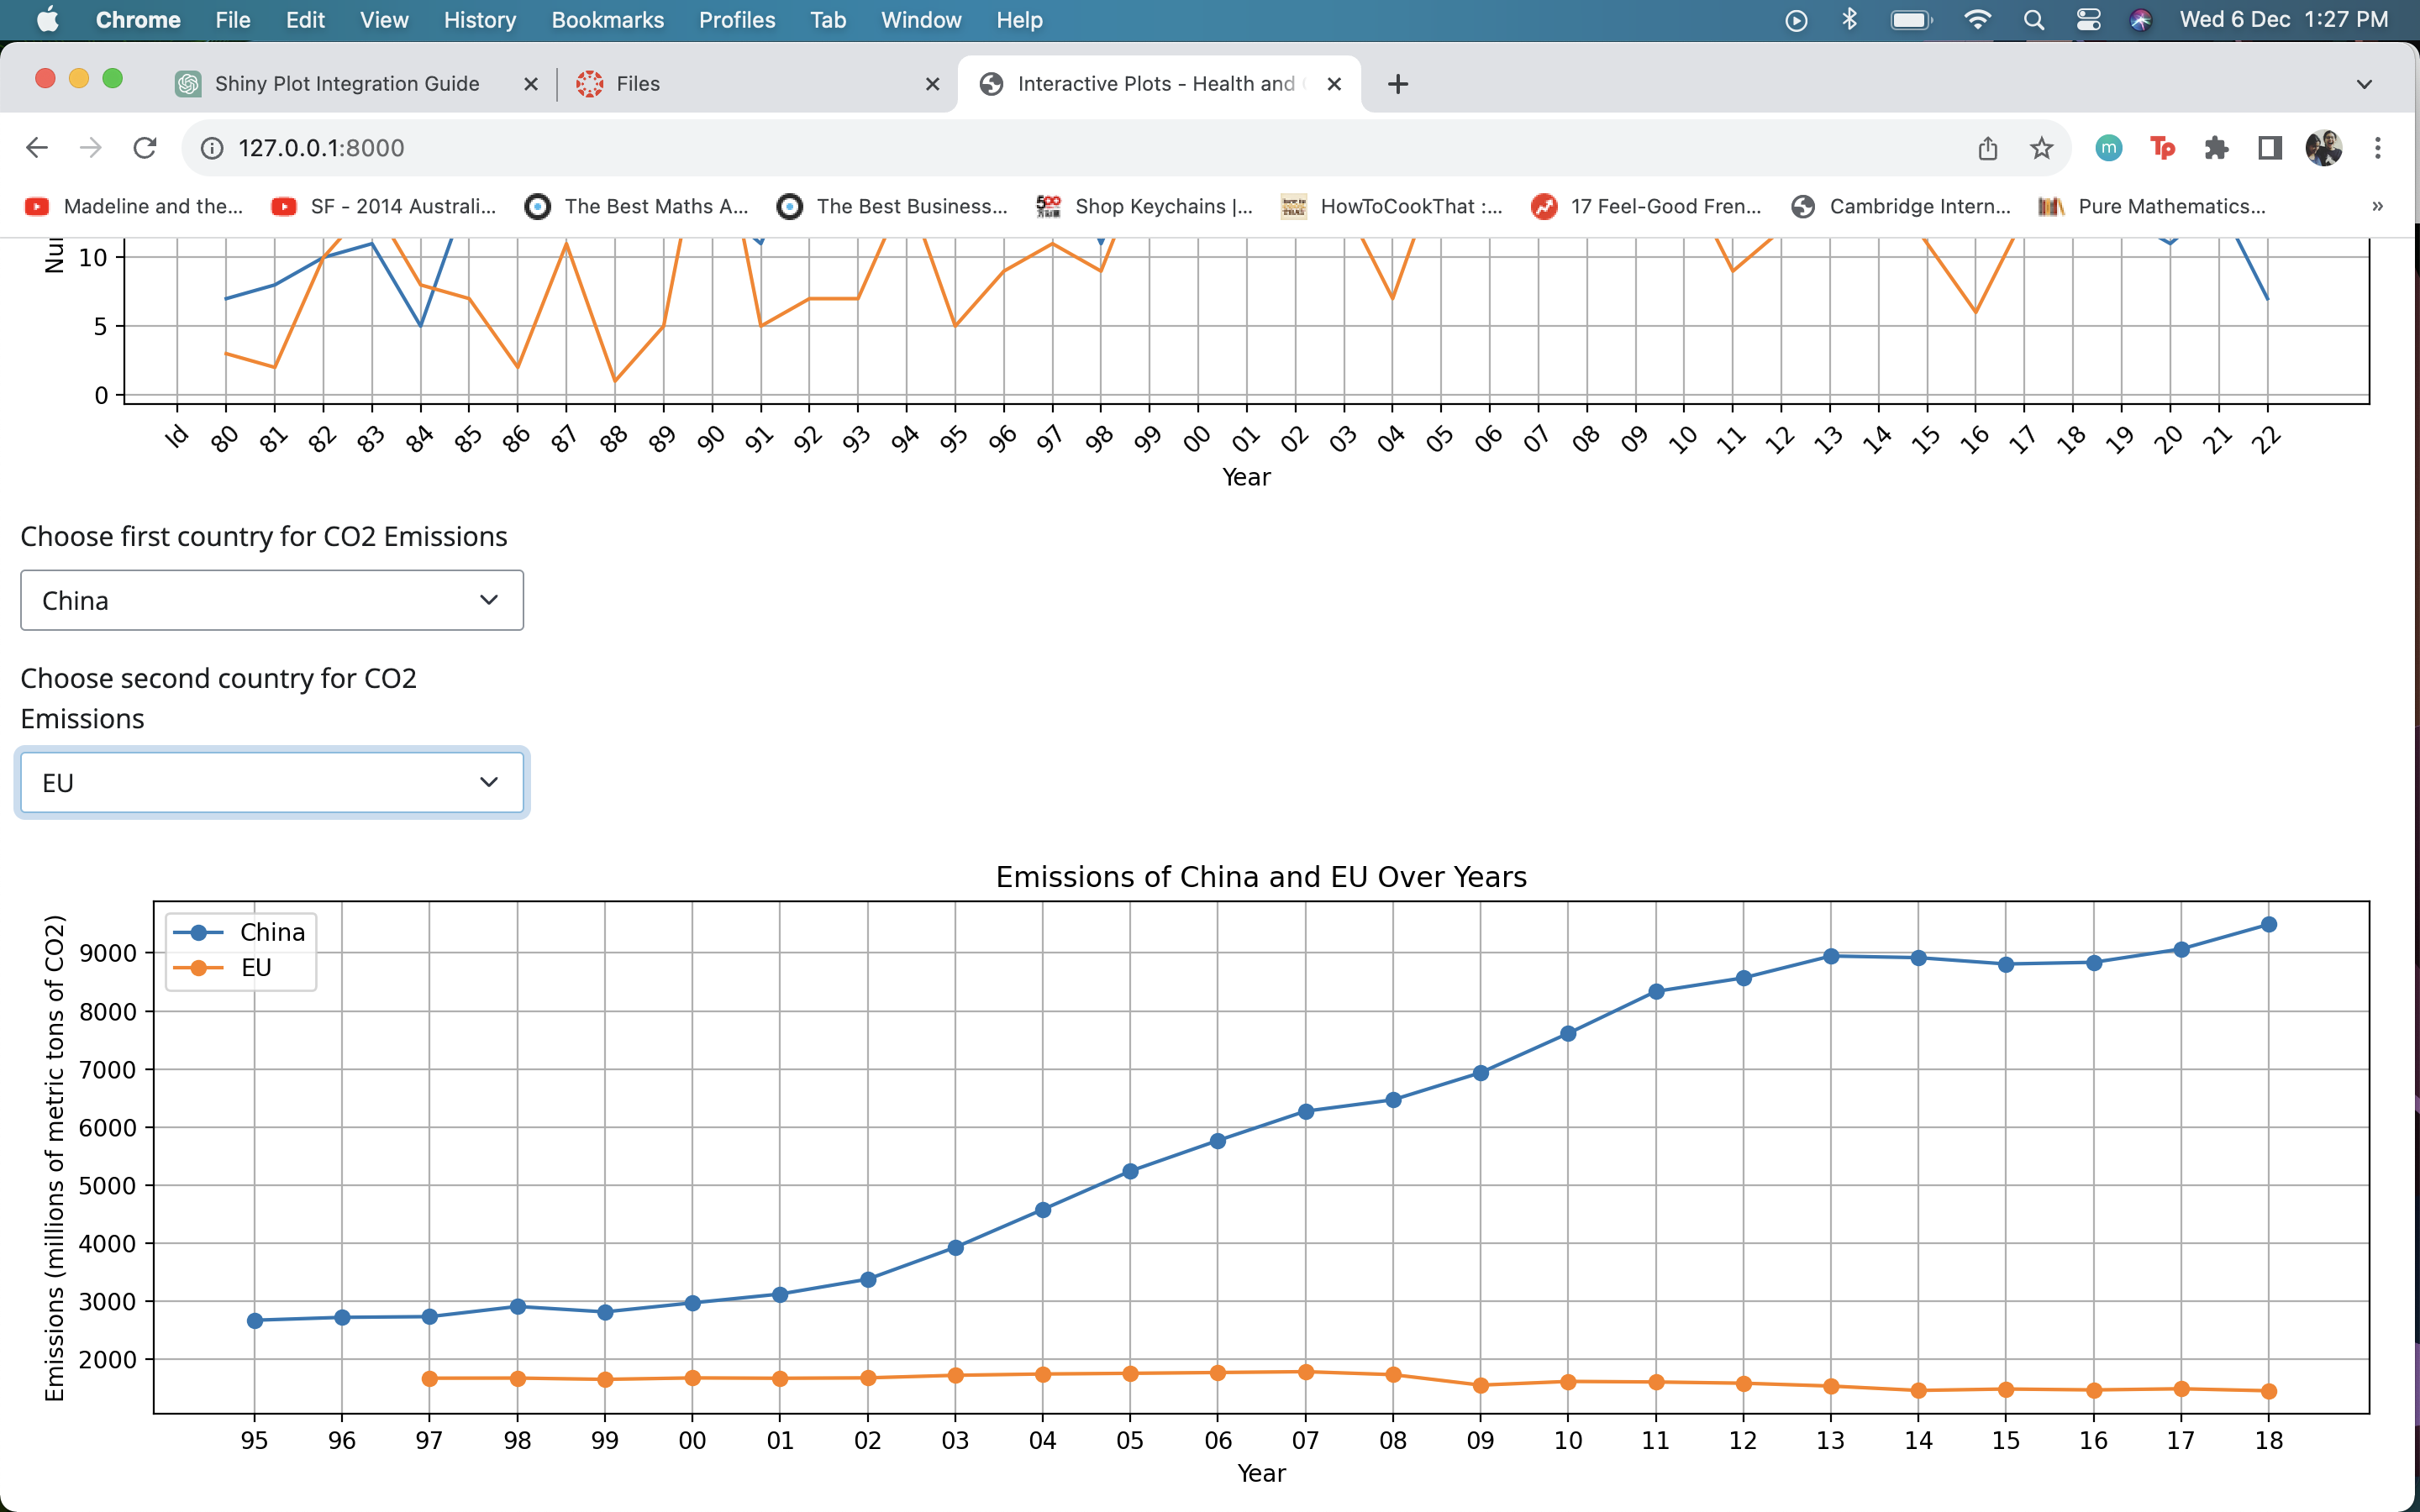 Chrome File Edit View History Bookmarks Profiles Tab Window Help Wed 6 Dec 1:27 PM
Shiny Plot Integration Guide Files Interactive Plots - Health and
127.0.0.1:8000 m Tp
Madeline and the... SF - 2014 Australi... The Best Maths A... The Best Business... Shop Keychains |... HowToCookThat :... 17 Feel-Good Fren... Cambridge Intern... Pure Mathematics... »
10
5
0
ld 80 81 82 83 84 85 86 87 88 89 90 91 92 93 94 95 96 97 98 99 00 01 02 03 04 05 06 07 08 09 10 11 12 13 14 15 16 17 18 19 20 21 22
Year
Choose first country for CO2 Emissions
China
Choose second country for CO2
Emissions
EU
Emissions of China and EU Over Years
China
EU
Emissions (millions of metric tons of CO2)
9000
8000
7000
6000
5000
4000
3000
2000
95 96 97 98 99 00 01 02 03 04 05 06 07 08 09 10 11 12 13 14 15 16 17 18
Year